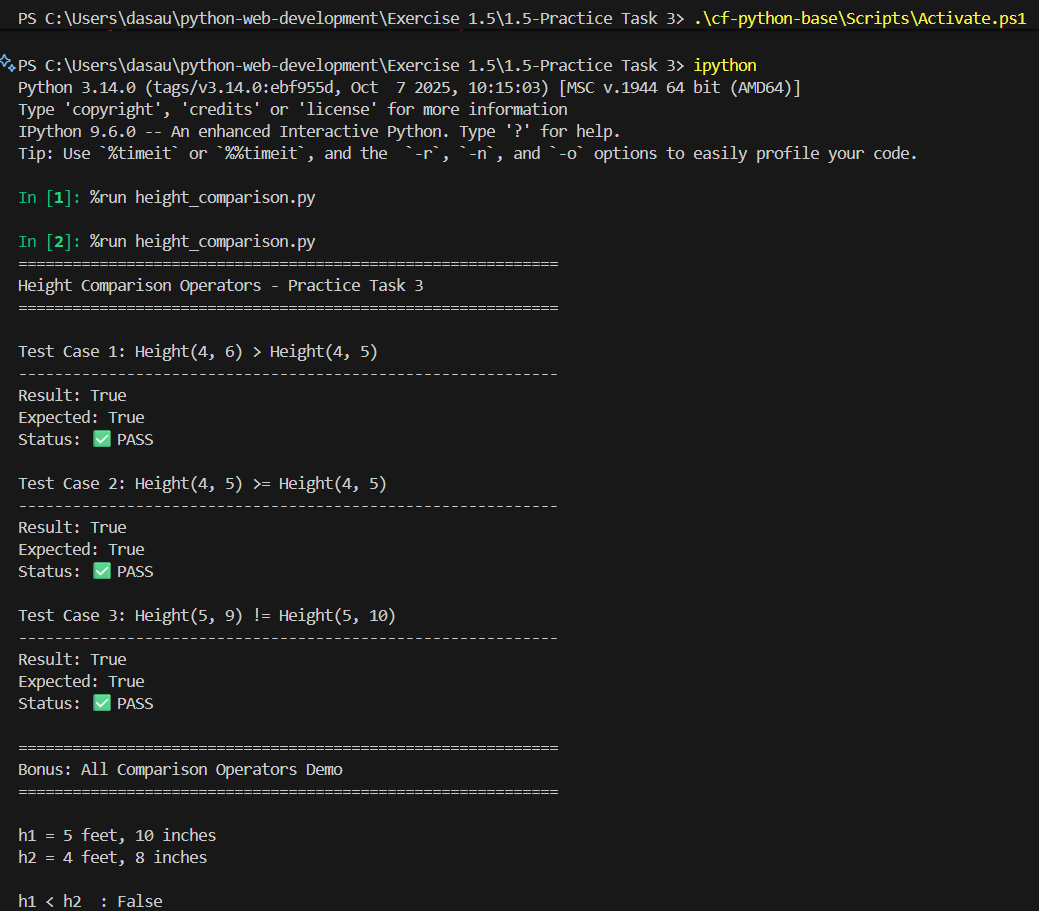 PS C:\Users\dasau\python-web-development\Exercise 1.5\1.5-Practice Task 3> .\cf-python-base\Scripts\Activate.ps1
PS C:\Users\dasau\python-web-development\Exercise 1.5\1.5-Practice Task 3> ipython
Python 3.14.0 (tags/v3.14.0:ebf955d, Oct  7 2025, 10:15:03) [MSC v.1944 64 bit (AMD64)]
Type 'copyright', 'credits' or 'license' for more information
IPython 9.6.0 -- An enhanced Interactive Python. Type '?' for help.
Tip: Use `%timeit` or `%%timeit`, and the  `-r`, `-n`, and `-o` options to easily profile your code.
In [1]: %run height_comparison.py
In [2]: %run height_comparison.py
============================================================
Height Comparison Operators - Practice Task 3
============================================================
Test Case 1: Height(4, 6) > Height(4, 5)
------------------------------------------------------------
Result: True
Expected: True
Status: ✅ PASS
Test Case 2: Height(4, 5) >= Height(4, 5)
------------------------------------------------------------
Result: True
Expected: True
Status: ✅ PASS
Test Case 3: Height(5, 9) != Height(5, 10)
------------------------------------------------------------
Result: True
Expected: True
Status: ✅ PASS
============================================================
Bonus: All Comparison Operators Demo
============================================================
h1 = 5 feet, 10 inches
h2 = 4 feet, 8 inches
h1 < h2  : False